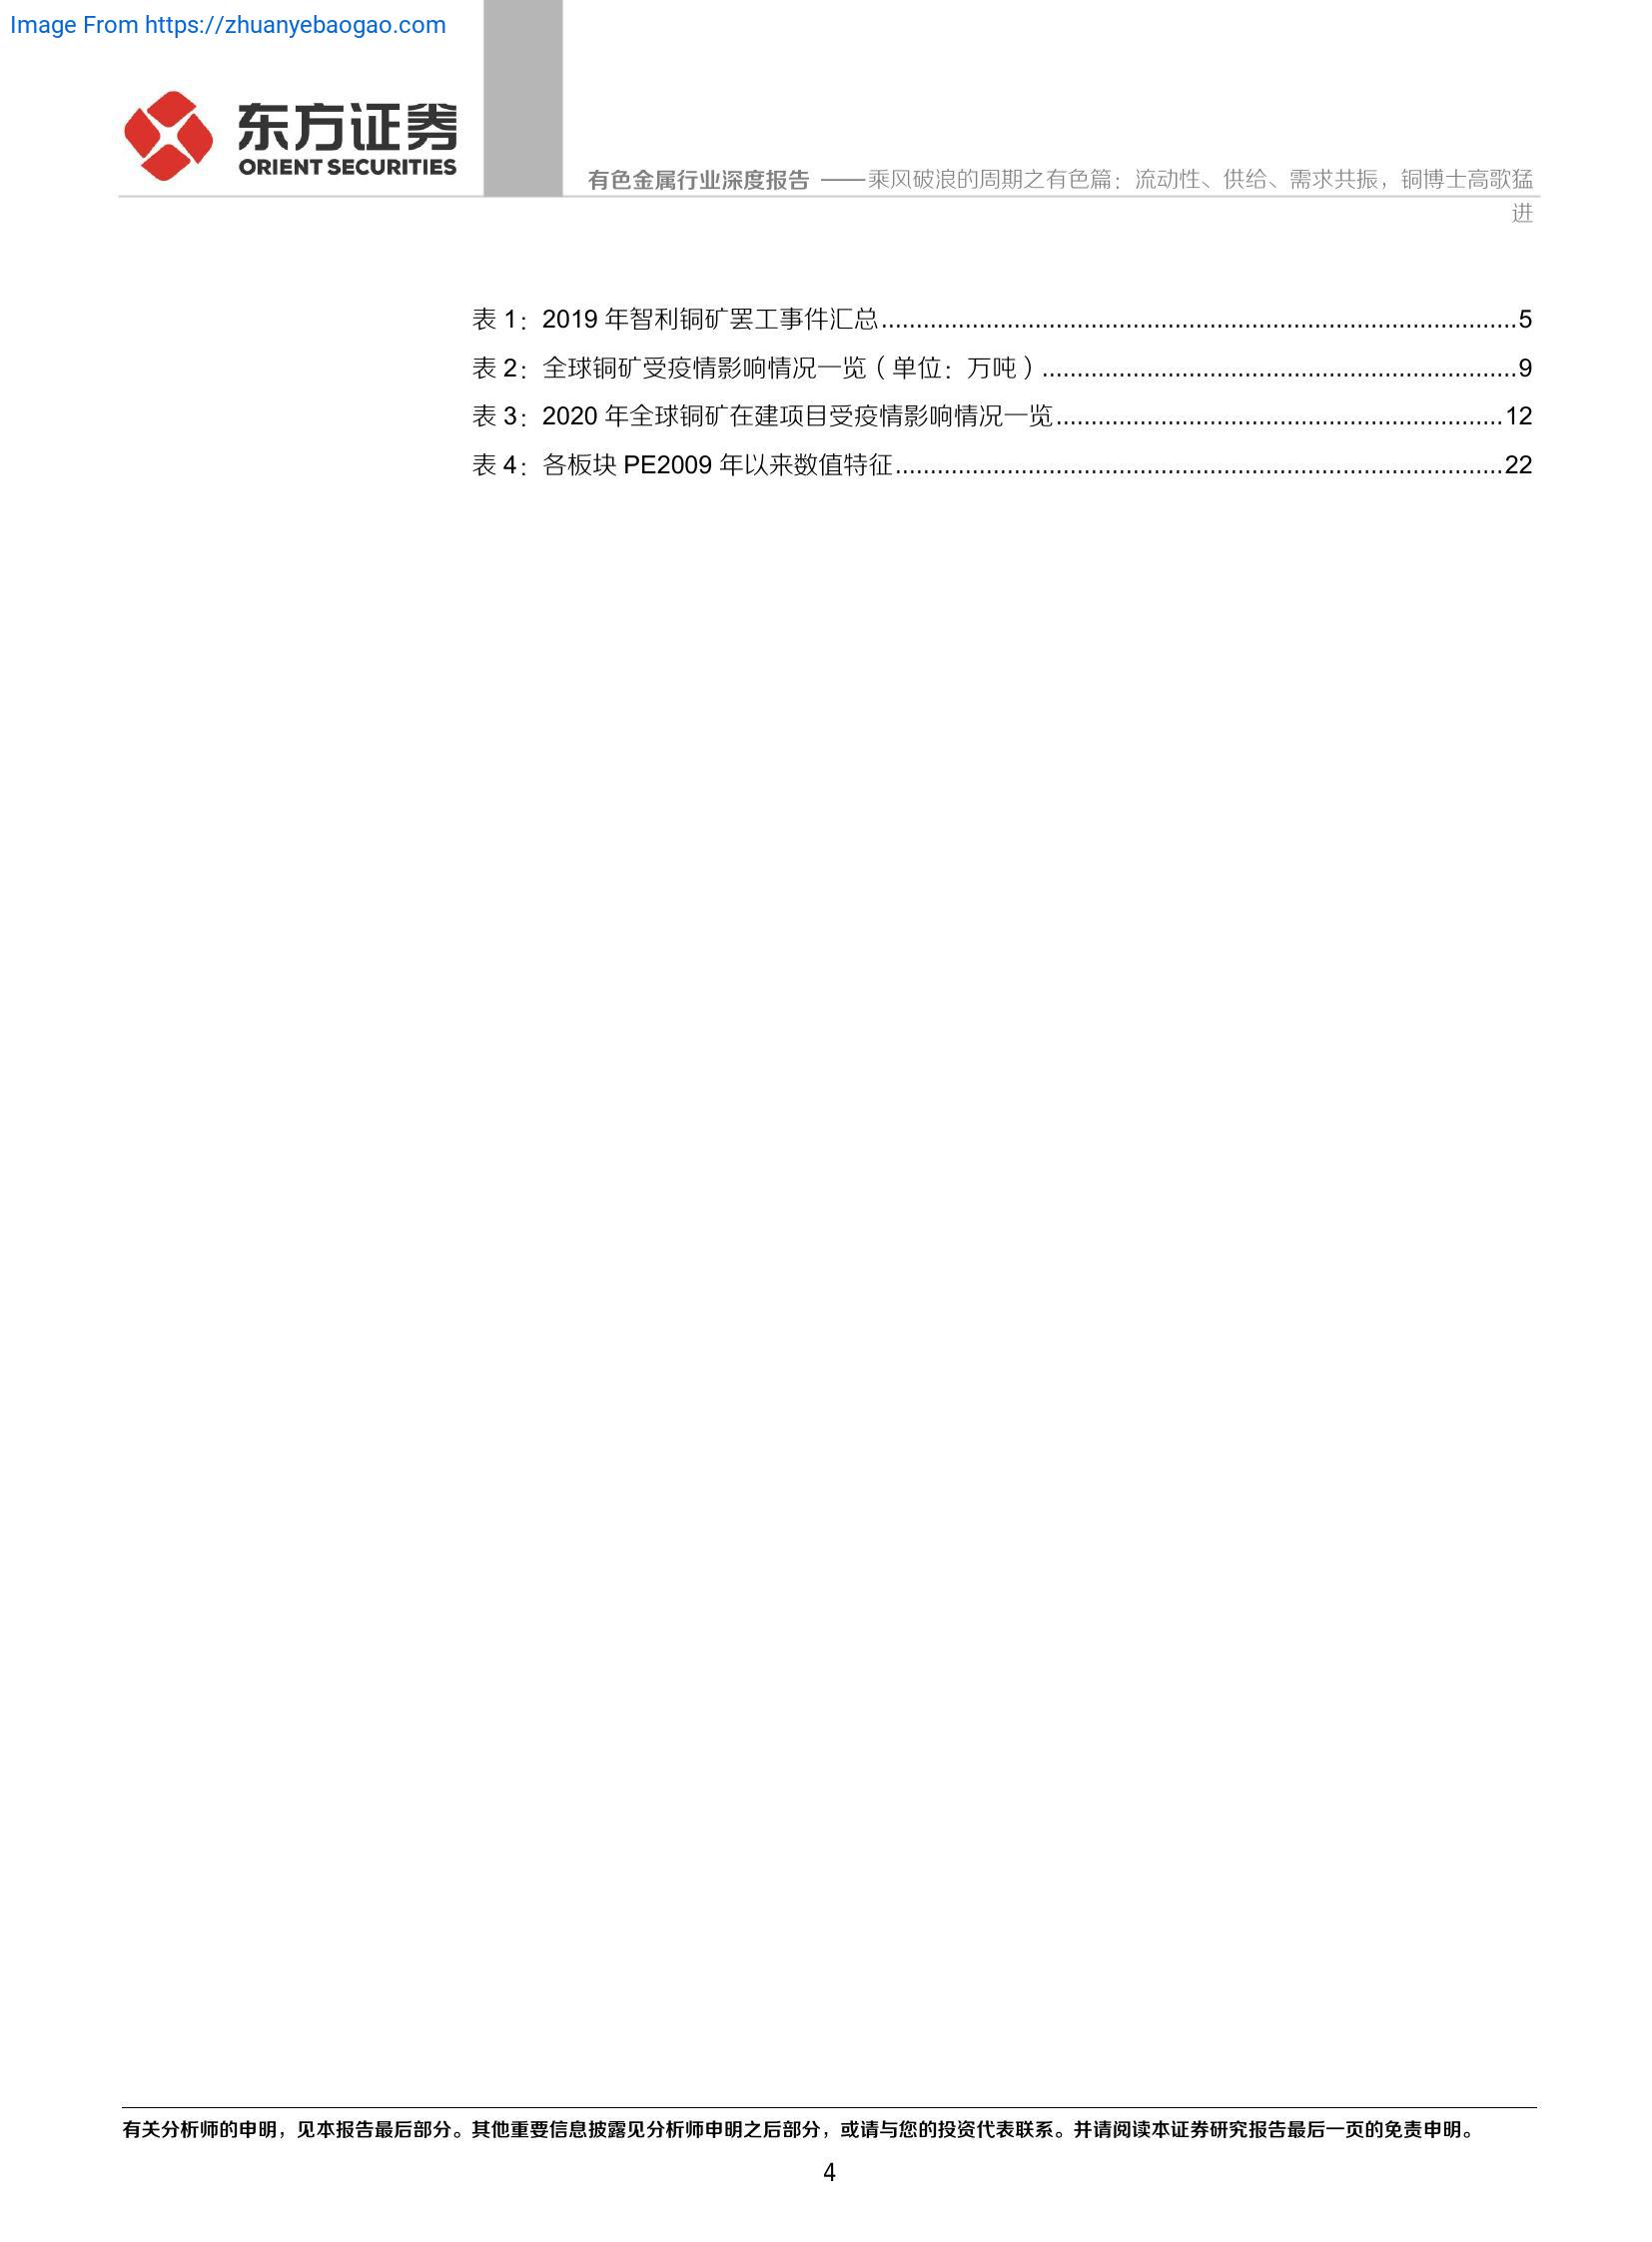 Image From https://zhuanyebaogao.com
东方证券
ORIENT SECURITIES
有色金属行业深度报告 ——乘风破浪的周期之有色篇：流动性、供给、需求共振，铜博士高歌猛
进
表 1：2019 年智利铜矿罢工事件汇总..........................................................................................5
表 2：全球铜矿受疫情影响情况一览（单位：万吨）...................................................................9
表 3：2020 年全球铜矿在建项目受疫情影响情况一览...............................................................12
表 4：各板块 PE2009 年以来数值特征......................................................................................22
有关分析师的申明，见本报告最后部分。其他重要信息披露见分析师申明之后部分，或请与您的投资代表联系。并请阅读本证券研究报告最后一页的免责申明。
4